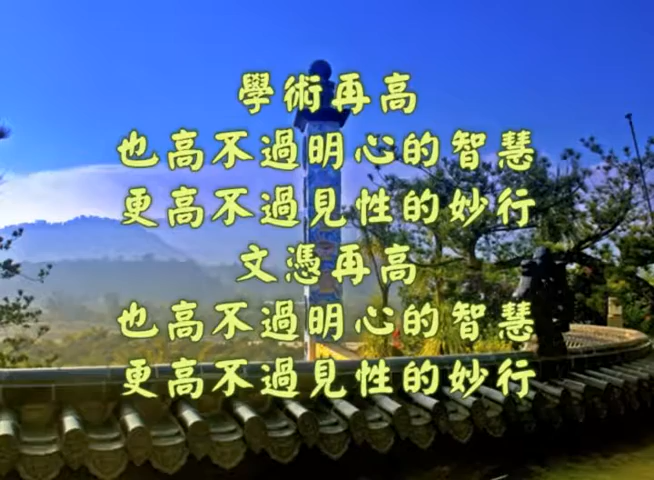 學術再高
也高不過明心的智慧
更高不過見性的妙行
文憑再高
也高不過明心的智慧
更高不過見性的妙行